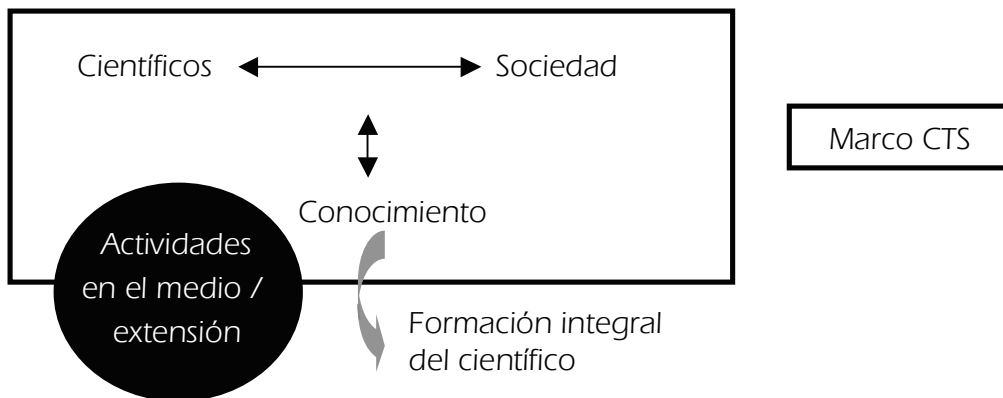 Científicos
Sociedad
Marco CTS
Conocimiento
Actividades
en el medio /
extensión
Formación integral
del científico